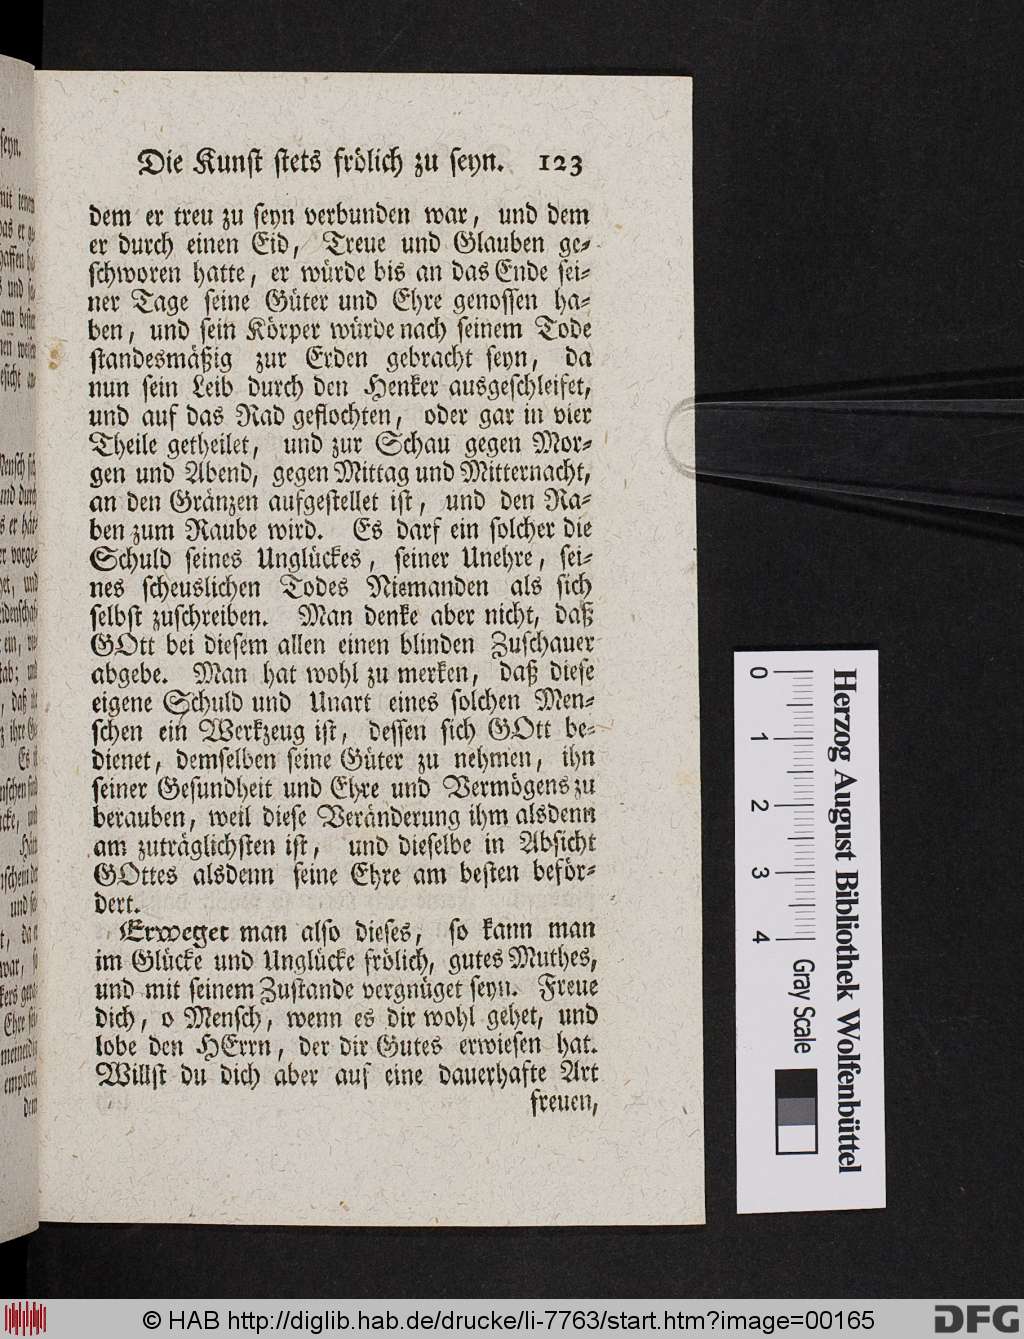 Die Kunst stets frölich zu seyn. 123
dem er treu zu seyn verbunden war, und dem
er durch einen Eid, Treue und Glauben ge-
schworen hatte, er würde bis an das Ende sei-
ner Tage seine Güter und Ehre genossen ha-
ben, und sein Körper würde nach seinem Tode
standesmäßig zur Erden gebracht seyn, da
nun sein Leib durch den Henker ausgeschleifet,
und auf das Rad geflochten, oder gar in vier
Theile getheilet, und zur Schau gegen Mor-
gen und Abend, gegen Mittag und Mitternacht,
an den Gränzen aufgestellet ist, und den Ra-
ben zum Raube wird. Es darf ein solcher die
Schuld seines Unglückes, seiner Unehre, sei-
nes scheuslichen Todes Niemanden als sich
selbst zuschreiben. Man denke aber nicht, daß
GOtt bei diesem allen einen blinden Zuschauer
abgebe. Man hat wohl zu merken, daß diese
eigene Schuld und Unart eines solchen Men-
schen ein Werkzeug ist, dessen sich GOtt be-
dienet, demselben seine Güter zu nehmen, ihn
seiner Gesundheit und Ehre und Vermögens zu
berauben, weil diese Veränderung ihm alsdenn
am zuträglichsten ist, und dieselbe in Absicht
GOttes alsdenn seine Ehre am besten beför-
dert.
Erweget man also dieses, so kann man
im Glücke und Unglücke frölich, gutes Muthes,
und mit seinem Zustande vergnüget seyn. Freue
dich, o Mensch, wenn es dir wohl gehet, und
lobe den HErrn, der dir Gutes erwiesen hat.
Willst du dich aber auf eine dauerhafte Art
freuen,
Herzog August Bibliothek Wolfenbüttel
0 1 2 3 4 Gray Scale
© HAB http://diglib.hab.de/drucke/li-7763/start.htm?image=00165
DFG